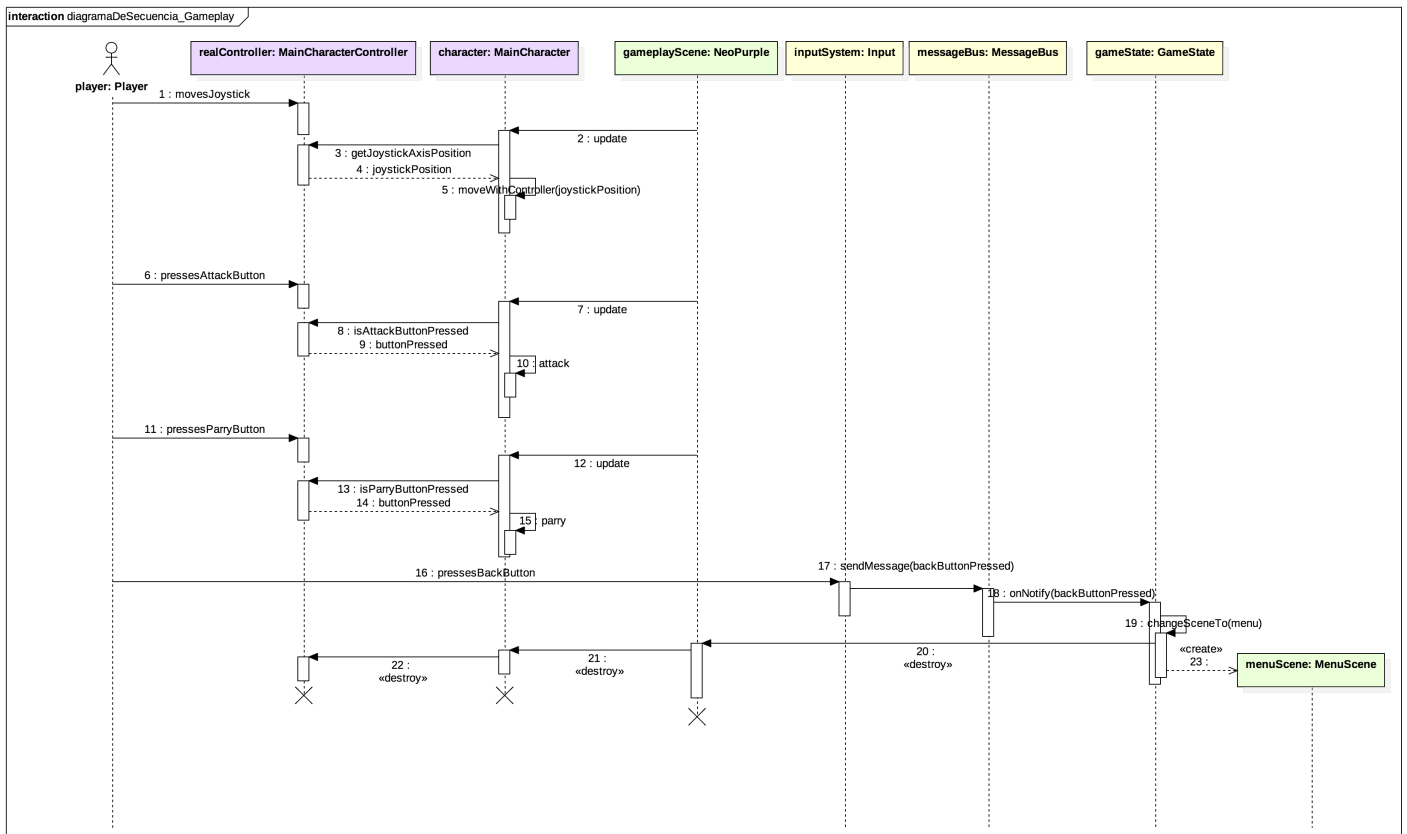 interaction diagramaDeSecuencia_Gameplay
realController: MainCharacterController
character: MainCharacter
gameplayScene: NeoPurple
inputSystem: Input
messageBus: MessageBus
gameState: GameState
player: Player
1 : movesJoystick
2 : update
3 : getJoystickAxisPosition
4 : joystickPosition
5 : moveWithController(joystickPosition)
6 : pressesAttackButton
7 : update
8 : isAttackButtonPressed
9 : buttonPressed
10 : attack
11 : pressesParryButton
12 : update
13 : isParryButtonPressed
14 : buttonPressed
15 : parry
16 : pressesBackButton
17 : sendMessage(backButtonPressed)
18 : onNotify(backButtonPressed)
19 : changeSceneTo(menu)
20 :
«destroy»
21 :
«destroy»
22 :
«destroy»
«create»
23 :
menuScene: MenuScene